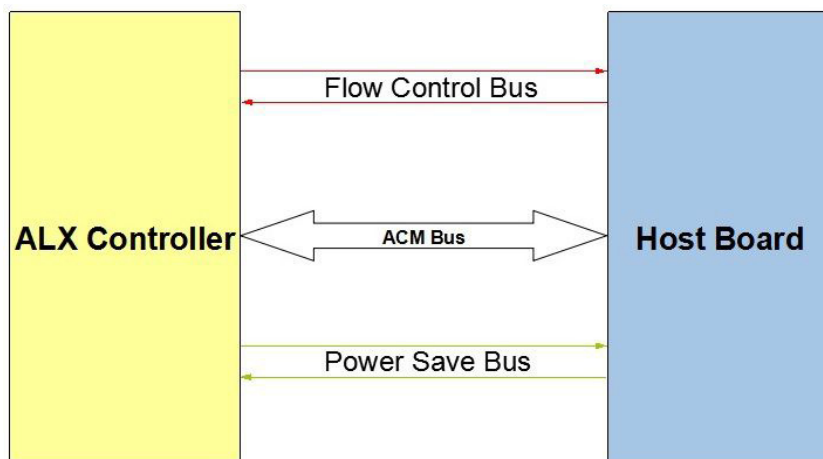 Flow Control Bus
ALX Controller
ACM Bus
Host Board
Power Save Bus